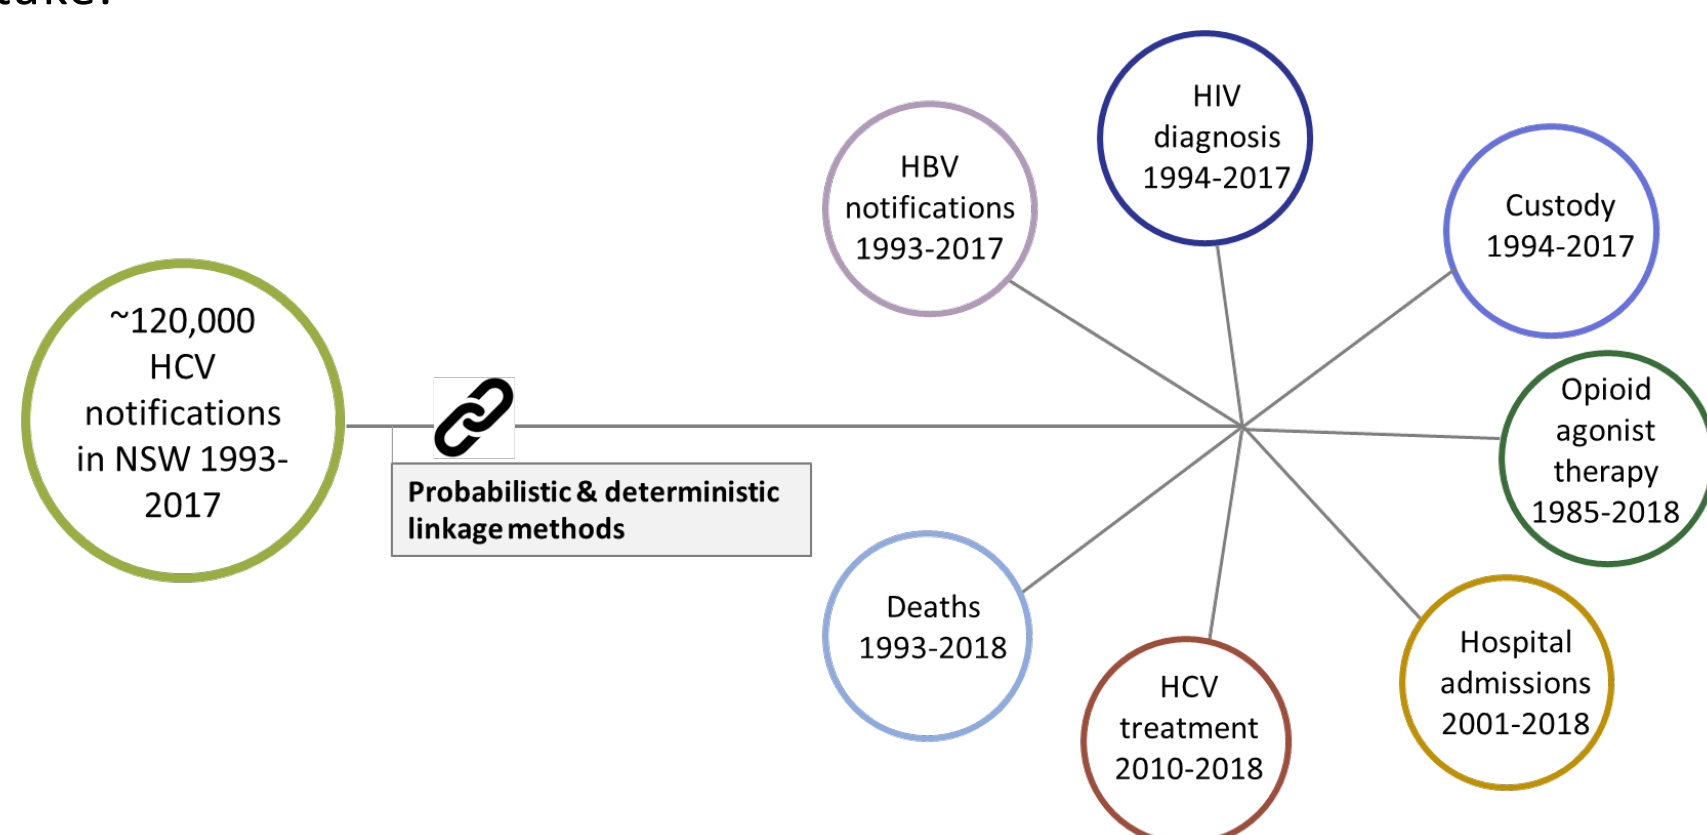 ~120,000
HCV
notifications
in NSW 1993-
2017
Probabilistic & deterministic
linkage methods
HBV
notifications
1993-2017
HIV
diagnosis
1994-2017
Custody
1994-2017
Opioid
agonist
therapy
1985-2018
Hospital
admissions
2001-2018
HCV
treatment
2010-2018
Deaths
1993-2018